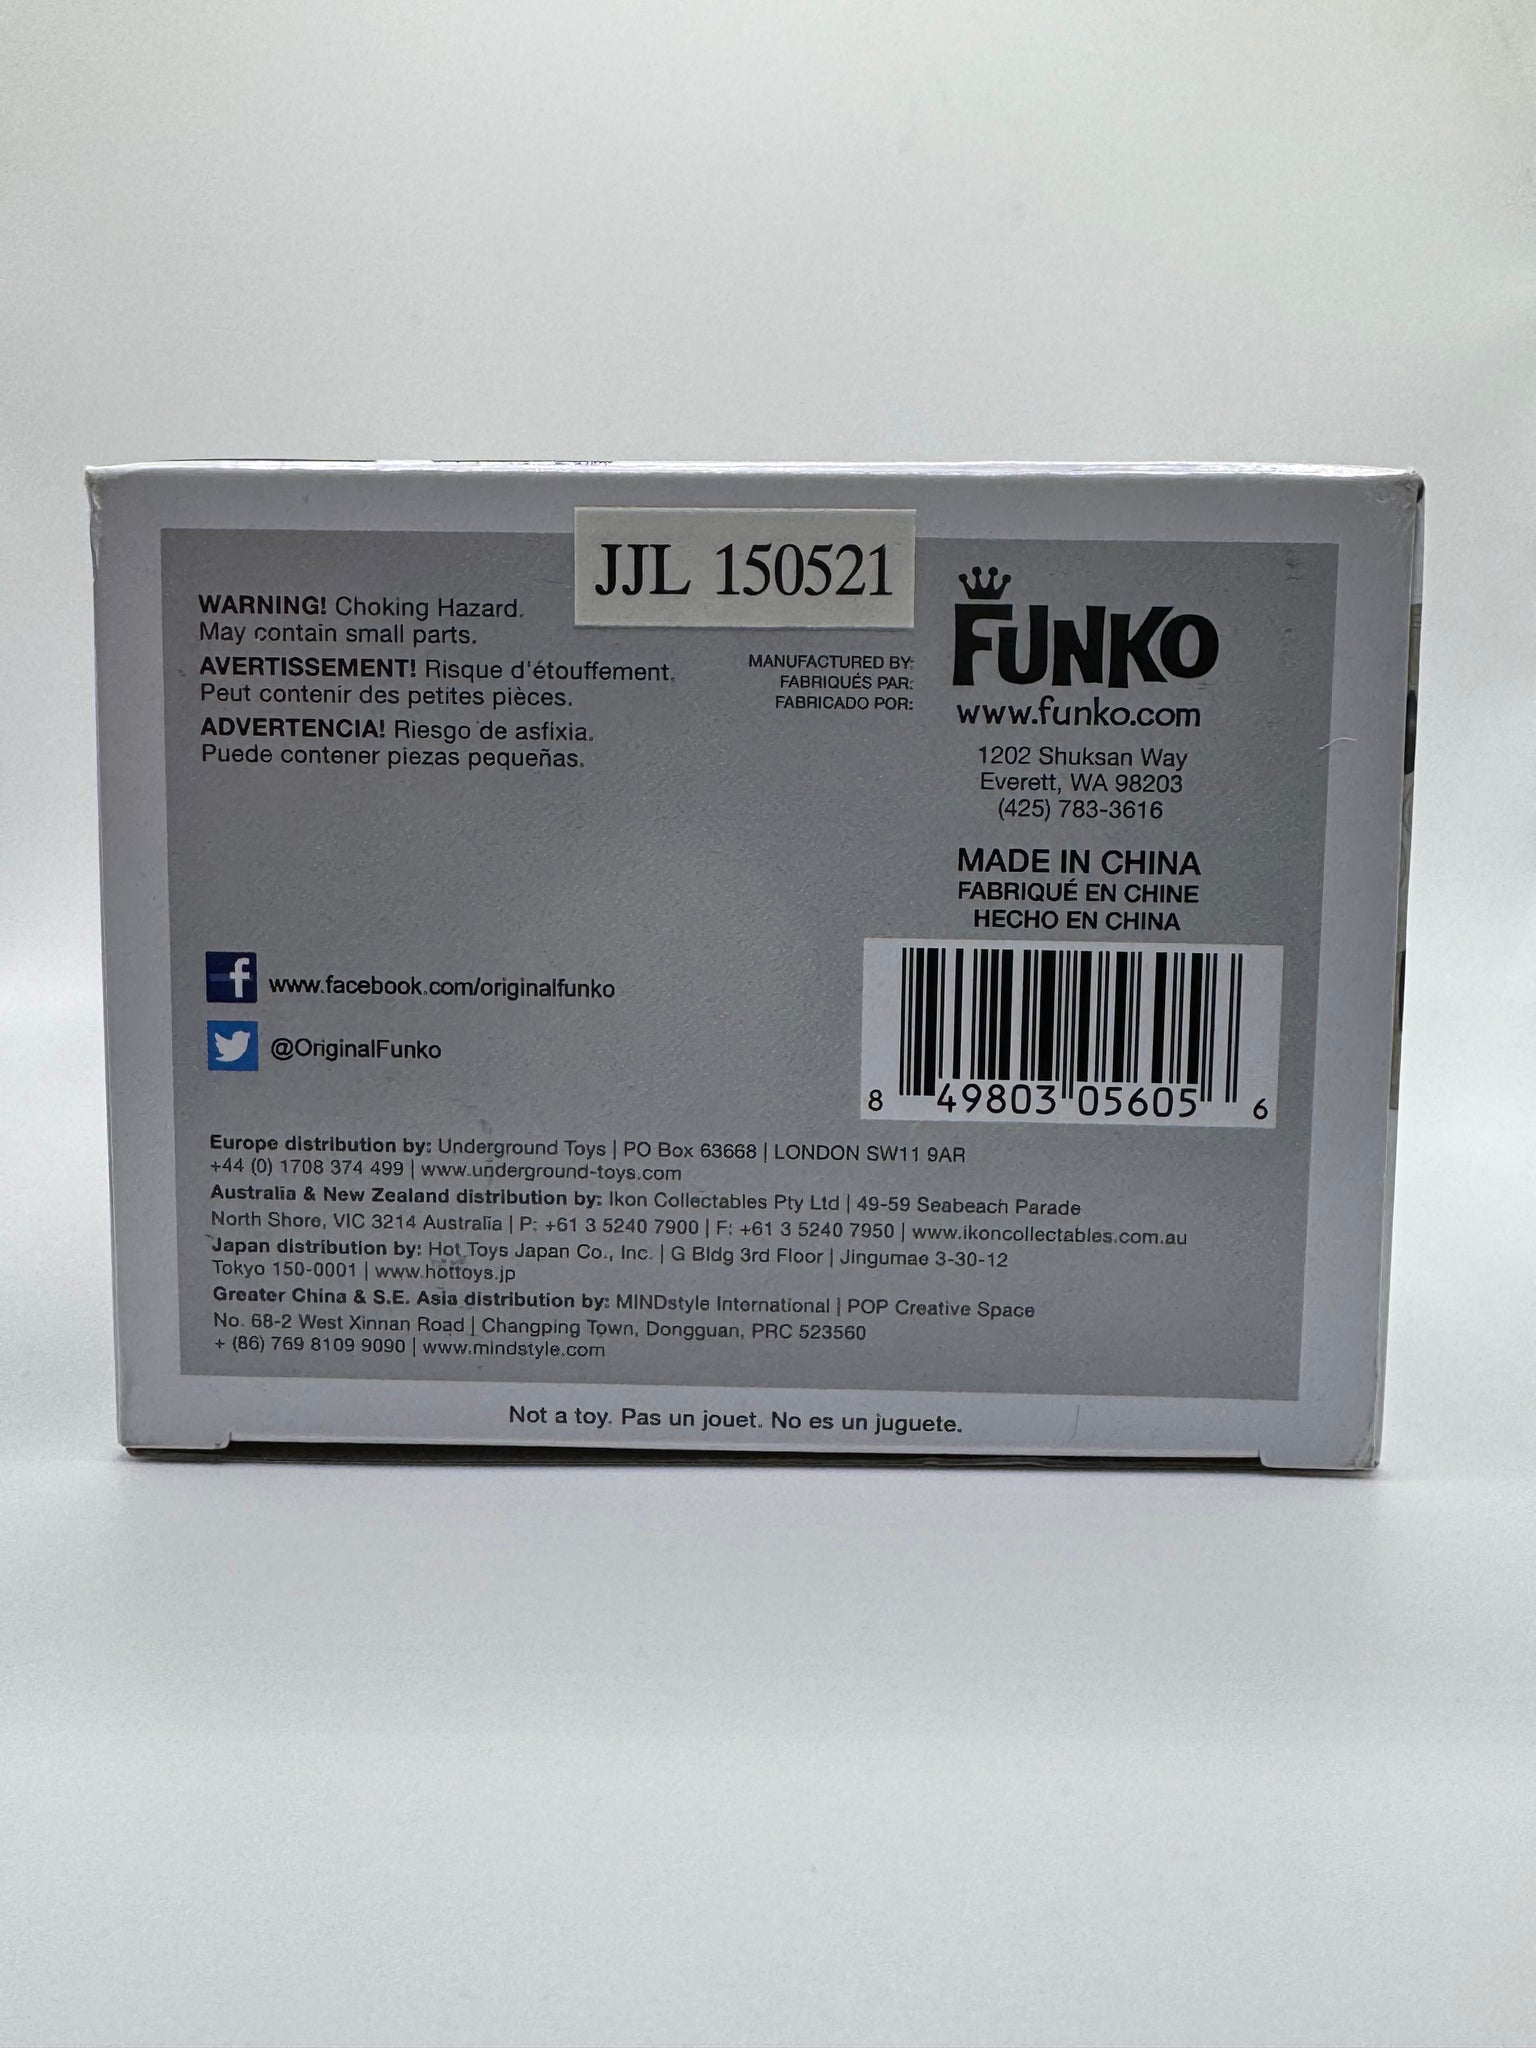 JJL 150521
WARNING! Choking Hazard.
May contain small parts.
AVERTISSEMENT! Risque d'étouffement.
Peut contenir des petites pièces.
ADVERTENCIA! Riesgo de asfixia.
Puede contener piezas pequeñas.
MANUFACTURED BY:
FABRIQUÉS PAR:
FABRICADO POR:
FUNKO
www.funko.com
1202 Shuksan Way
Everett, WA 98203
(425) 783-3616
MADE IN CHINA
FABRIQUÉ EN CHINE
HECHO EN CHINA
f www.facebook.com/originalfunko
@OriginalFunko
8 49803 05605 6
Europe distribution by: Underground Toys | PO Box 63668 | LONDON SW11 9AR
+44 (0) 1708 374 499 | www.underground-toys.com
Australia & New Zealand distribution by: Ikon Collectables Pty Ltd | 49-59 Seabeach Parade
North Shore, VIC 3214 Australia | P: +61 3 5240 7900 | F: +61 3 5240 7950 | www.ikoncollectables.com.au
Japan distribution by: Hot Toys Japan Co., Inc. | G Bldg 3rd Floor | Jingumae 3-30-12
Tokyo 150-0001 | www.hottoys.jp
Greater China & S.E. Asia distribution by: MINDstyle International | POP Creative Space
No. 68-2 West Xinnan Road | Changping Town, Dongguan, PRC 523560
+ (86) 769 8109 9090 | www.mindstyle.com
Not a toy. Pas un jouet. No es un juguete.